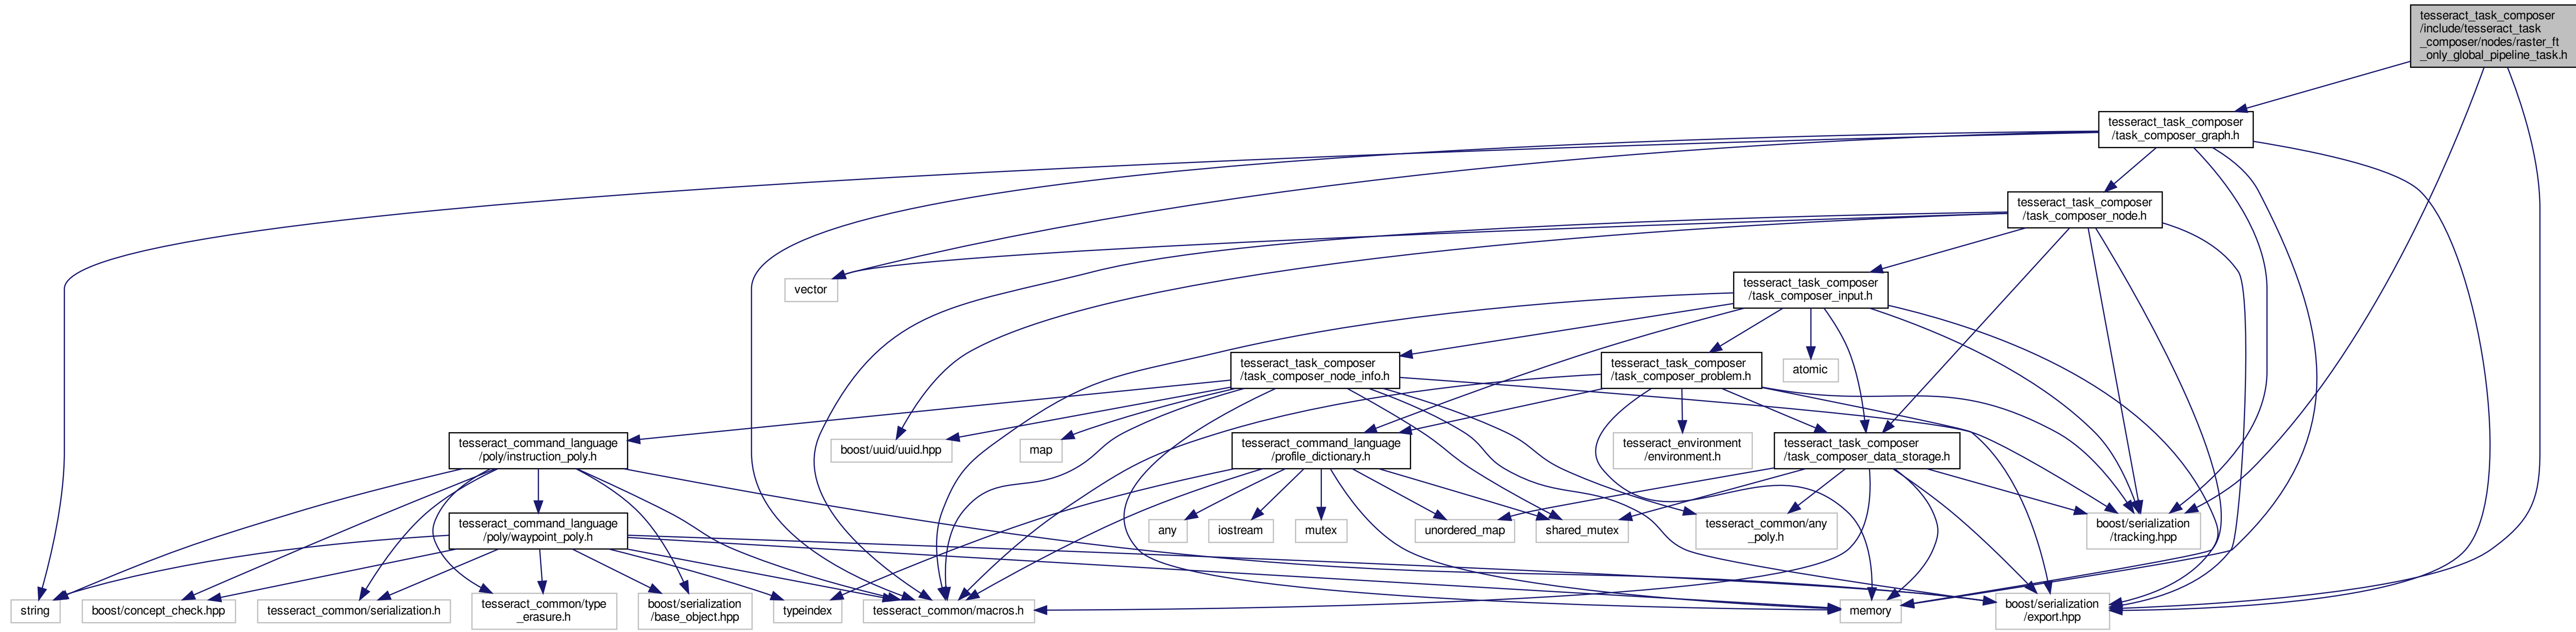 tesseract_task_composer
/include/tesseract_task
_composer/nodes/raster_ft
_only_global_pipeline_task.h
tesseract_task_composer
/task_composer_graph.h
tesseract_task_composer
/task_composer_node.h
vector
tesseract_task_composer
/task_composer_input.h
tesseract_task_composer
/task_composer_node_info.h
tesseract_task_composer
/task_composer_problem.h
atomic
tesseract_command_language
/poly/instruction_poly.h
boost/uuid/uuid.hpp
map
tesseract_command_language
/profile_dictionary.h
tesseract_environment
/environment.h
tesseract_task_composer
/task_composer_data_storage.h
tesseract_command_language
/poly/waypoint_poly.h
any
iostream
mutex
unordered_map
shared_mutex
tesseract_common/any
_poly.h
boost/serialization
/tracking.hpp
string
boost/concept_check.hpp
tesseract_common/serialization.h
tesseract_common/type
_erasure.h
boost/serialization
/base_object.hpp
typeindex
tesseract_common/macros.h
memory
boost/serialization
/export.hpp